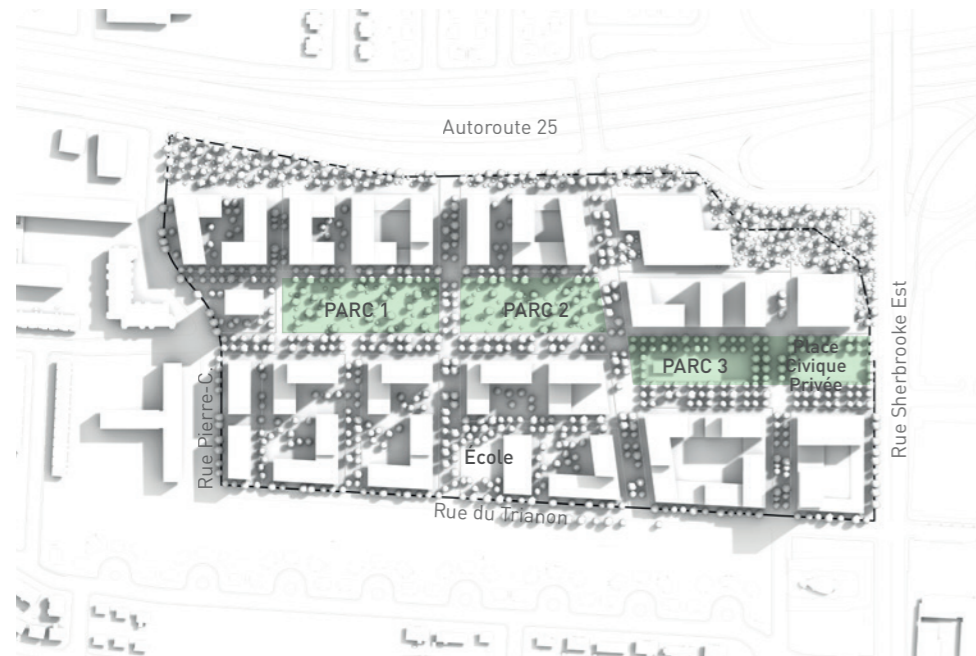 Autoroute 25
PARC 1
PARC 2
PARC 3
Place
Civique
Privée
Rue Sherbrooke Est
Rue Pierre-C.
École
Rue du Trianon